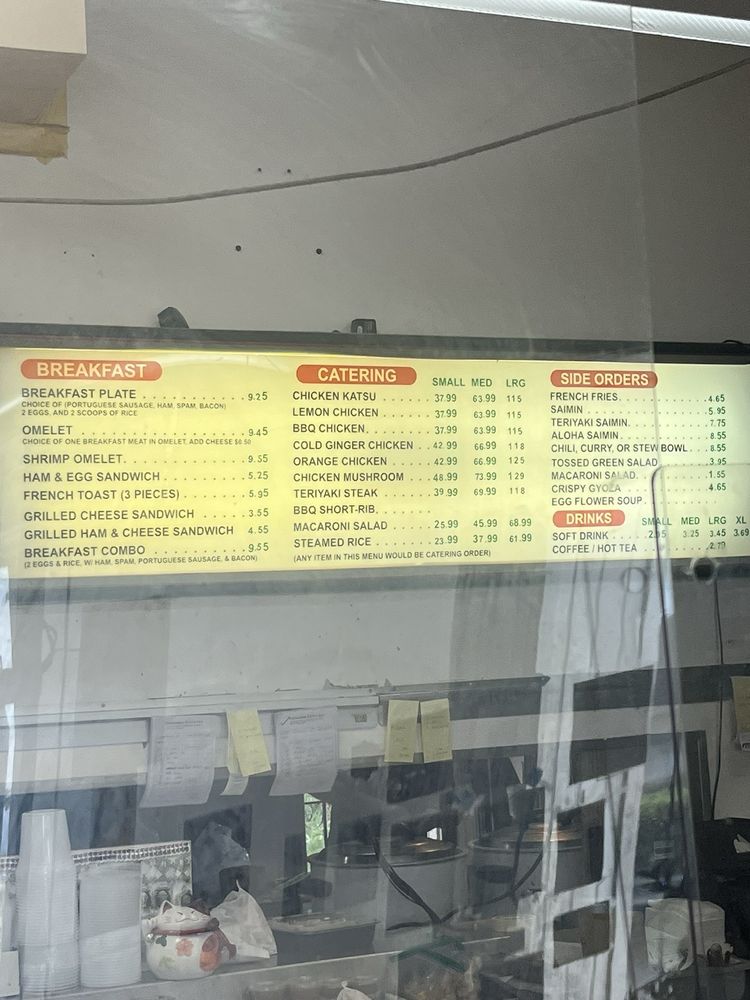 BREAKFAST
BREAKFAST PLATE . . . . . . . . . . . . 9.25
CHOICE OF (PORTUGUESE SAUSAGE, HAM, SPAM, BACON)
2 EGGS, AND 2 SCOOPS OF RICE
OMELET . . . . . . . . . . . . . . . . . . . 9.45
CHOICE OF ONE BREAKFAST MEAT IN OMELET, ADD CHEESE $0.50
SHRIMP OMELET. . . . . . . . . . . . . .
HAM & EGG SANDWICH . . . . . . . . . 5.25
FRENCH TOAST (3 PIECES) . . . . . . . 5.95
GRILLED CHEESE SANDWICH . . . . . 3.55
GRILLED HAM & CHEESE SANDWICH 4.55
BREAKFAST COMBO . . . . . . . . . . . 9.55
(2 EGGS & RICE, W/ HAM, SPAM, PORTUGUESE SAUSAGE, & BACON)
CATERING
SMALL MED LRG
CHICKEN KATSU . . . . . . . 37.99 63.99 115
LEMON CHICKEN . . . . . . . 37.99 63.99 115
BBQ CHICKEN. . . . . . . . . 37.99 63.99 115
COLD GINGER CHICKEN . . . 42.99 66.99 118
ORANGE CHICKEN . . . . . . 42.99 66.99 125
CHICKEN MUSHROOM . . . . 48.99 73.99 129
TERIYAKI STEAK . . . . . . . 39.99 69.99 118
BBQ SHORT-RIB. . . . . . . .
MACARONI SALAD . . . . . . 25.99 45.99 68.99
STEAMED RICE . . . . . . . . 23.99 37.99 61.99
(ANY ITEM IN THIS MENU WOULD BE CATERING ORDER)
SIDE ORDERS
FRENCH FRIES. . . . . . . . . . . . . 4.65
SAIMIN . . . . . . . . . . . . . . . . . 5.95
TERIYAKI SAIMIN. . . . . . . . . . . 7.75
ALOHA SAIMIN . . . . . . . . . . . . 8.55
CHILI, CURRY, OR STEW BOWL . . . 8.55
TOSSED GREEN SALAD . . . . . . . 3.95
MACARONI SALAD. . . . . . . . . . 1.55
CRISPY GYOZA . . . . . . . . . . . . 4.65
EGG FLOWER SOUP . . . . . . . . .
DRINKS SMALL MED LRG XL
SOFT DRINK . . . . 3.25 3.45 3.69
COFFEE / HOT TEA . . . . . . . . .